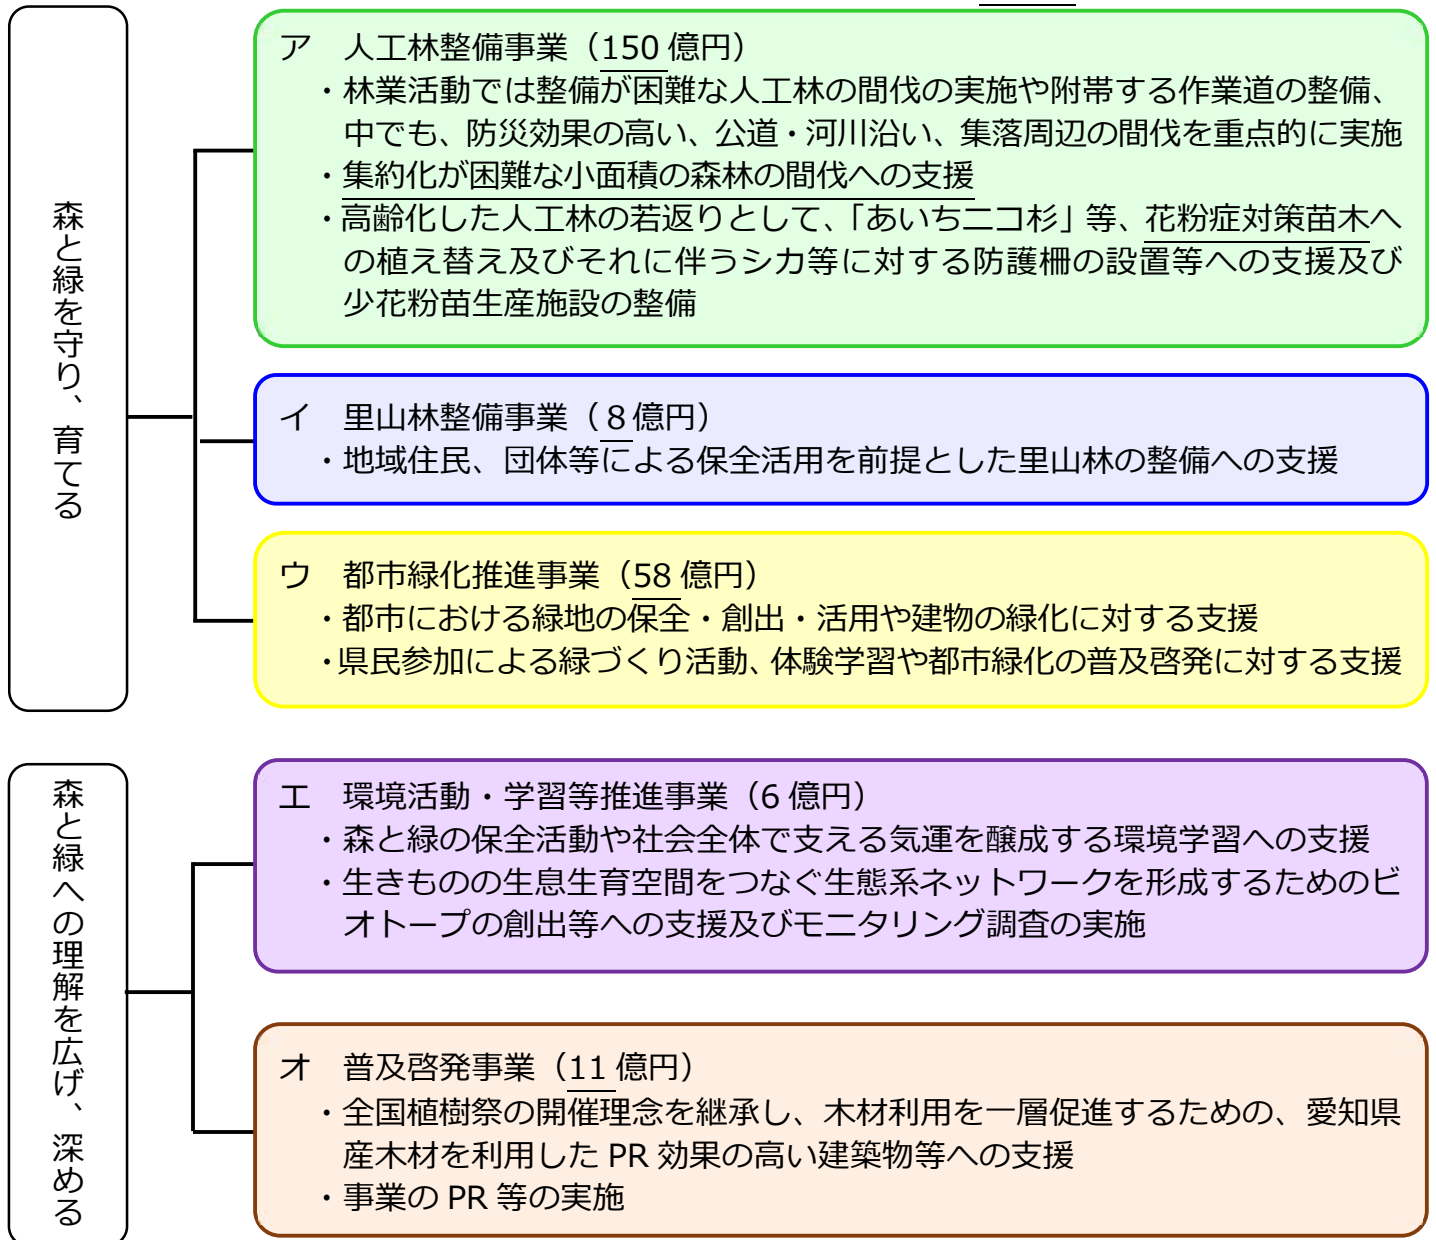 森と緑を守り、育てる
ア　人工林整備事業（150 億円）
・林業活動では整備が困難な人工林の間伐の実施や附帯する作業道の整備、
中でも、防災効果の高い、公道・河川沿い、集落周辺の間伐を重点的に実施
・集約化が困難な小面積の森林の間伐への支援
・高齢化した人工林の若返りとして、「あいちニコ杉」等、花粉症対策苗木へ
の植え替え及びそれに伴うシカ等に対する防護柵の設置等への支援及び
少花粉苗生産施設の整備
イ　里山林整備事業（８億円）
・地域住民、団体等による保全活用を前提とした里山林の整備への支援
ウ　都市緑化推進事業（58 億円）
・都市における緑地の保全・創出・活用や建物の緑化に対する支援
・県民参加による緑づくり活動、体験学習や都市緑化の普及啓発に対する支援
森と緑への理解を広げ、深める
エ　環境活動・学習等推進事業（6 億円）
・森と緑の保全活動や社会全体で支える気運を醸成する環境学習への支援
・生きものの生息生育空間をつなぐ生態系ネットワークを形成するためのビ
オトープの創出等への支援及びモニタリング調査の実施
オ　普及啓発事業（11 億円）
・全国植樹祭の開催理念を継承し、木材利用を一層促進するための、愛知県
産木材を利用した PR 効果の高い建築物等への支援
・事業の PR 等の実施